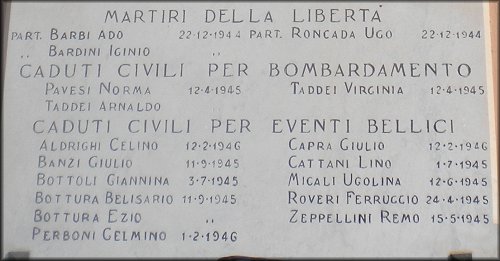 MARTIRI DELLA LIBERTÀ
PART. BARBI ADO 22·12·1944 PART. RONCADA UGO 22·12·1944
,, BARDINI IGINIO ,,
CADUTI CIVILI PER BOMBARDAMENTO
PAVESI NORMA 12·4·1945 TADDEI VIRGINIA 12·4·1945
TADDEI ARNALDO ,,
CADUTI CIVILI PER EVENTI BELLICI
ALDRIGHI CELINO 12·2·1946 CAPRA GIULIO 12·2·1946
BANZI GIULIO 11·9·1945 CATTANI LINO 1·7·1945
BOTTOLI GIANNINA 3·7·1945 MICALI UGOLINA 12·6·1945
BOTTURA BELISARIO 11·9·1945 ROVERI FERRUCCIO 24·4·1945
BOTTURA EZIO ,, ZEPPELLINI REMO 15·5·1945
PERBONI GELMINO 1·2·1946